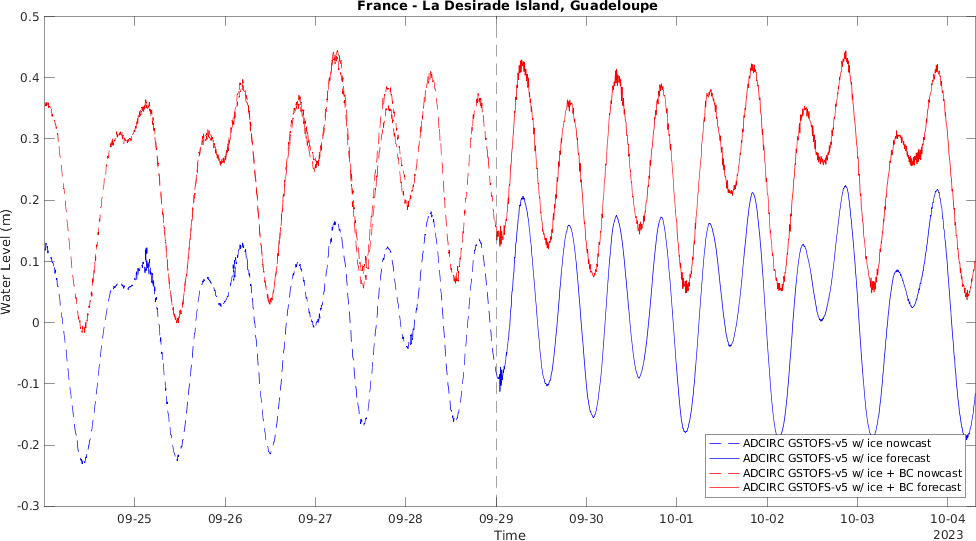 France - La Desirade Island, Guadeloupe
0.5
0.4
0.3
0.2
0.1
0
-0.1
-0.2
-0.3
Water Level (m)
ADCIRC GSTOFS-v5 w/ ice nowcast
ADCIRC GSTOFS-v5 w/ ice forecast
ADCIRC GSTOFS-v5 w/ ice + BC nowcast
ADCIRC GSTOFS-v5 w/ ice + BC forecast
09-25 09-26 09-27 09-28 09-29 09-30 10-01 10-02 10-03 10-04
2023
Time